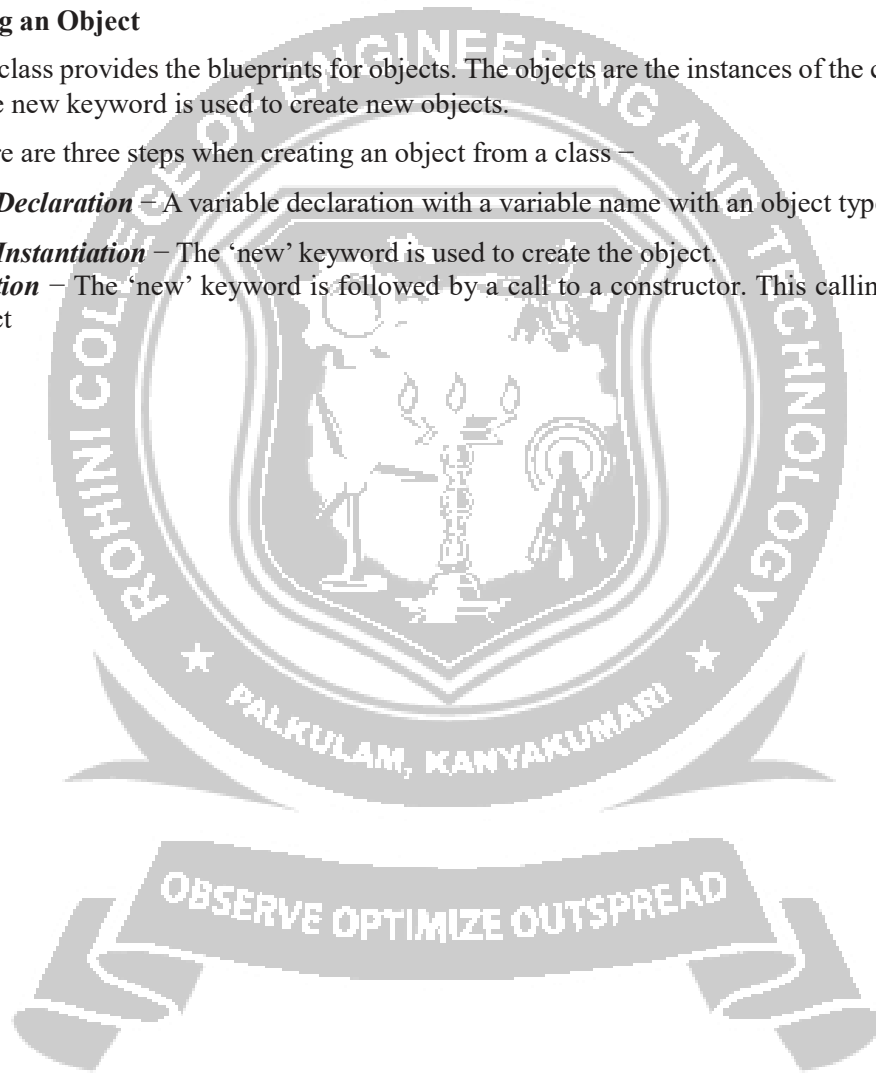 g an Object
class provides the blueprints for objects. The objects are the instances of the c
e new keyword is used to create new objects.
re are three steps when creating an object from a class −
Declaration − A variable declaration with a variable name with an object type
Instantiation − The ‘new’ keyword is used to create the object.
tion − The ‘new’ keyword is followed by a call to a constructor. This callin
ct
ROHINI COLLEGE OF ENGINEERING AND TECHNOLOGY
PALKULAM, KANYAKUMARI
OBSERVE OPTIMIZE OUTSPREAD